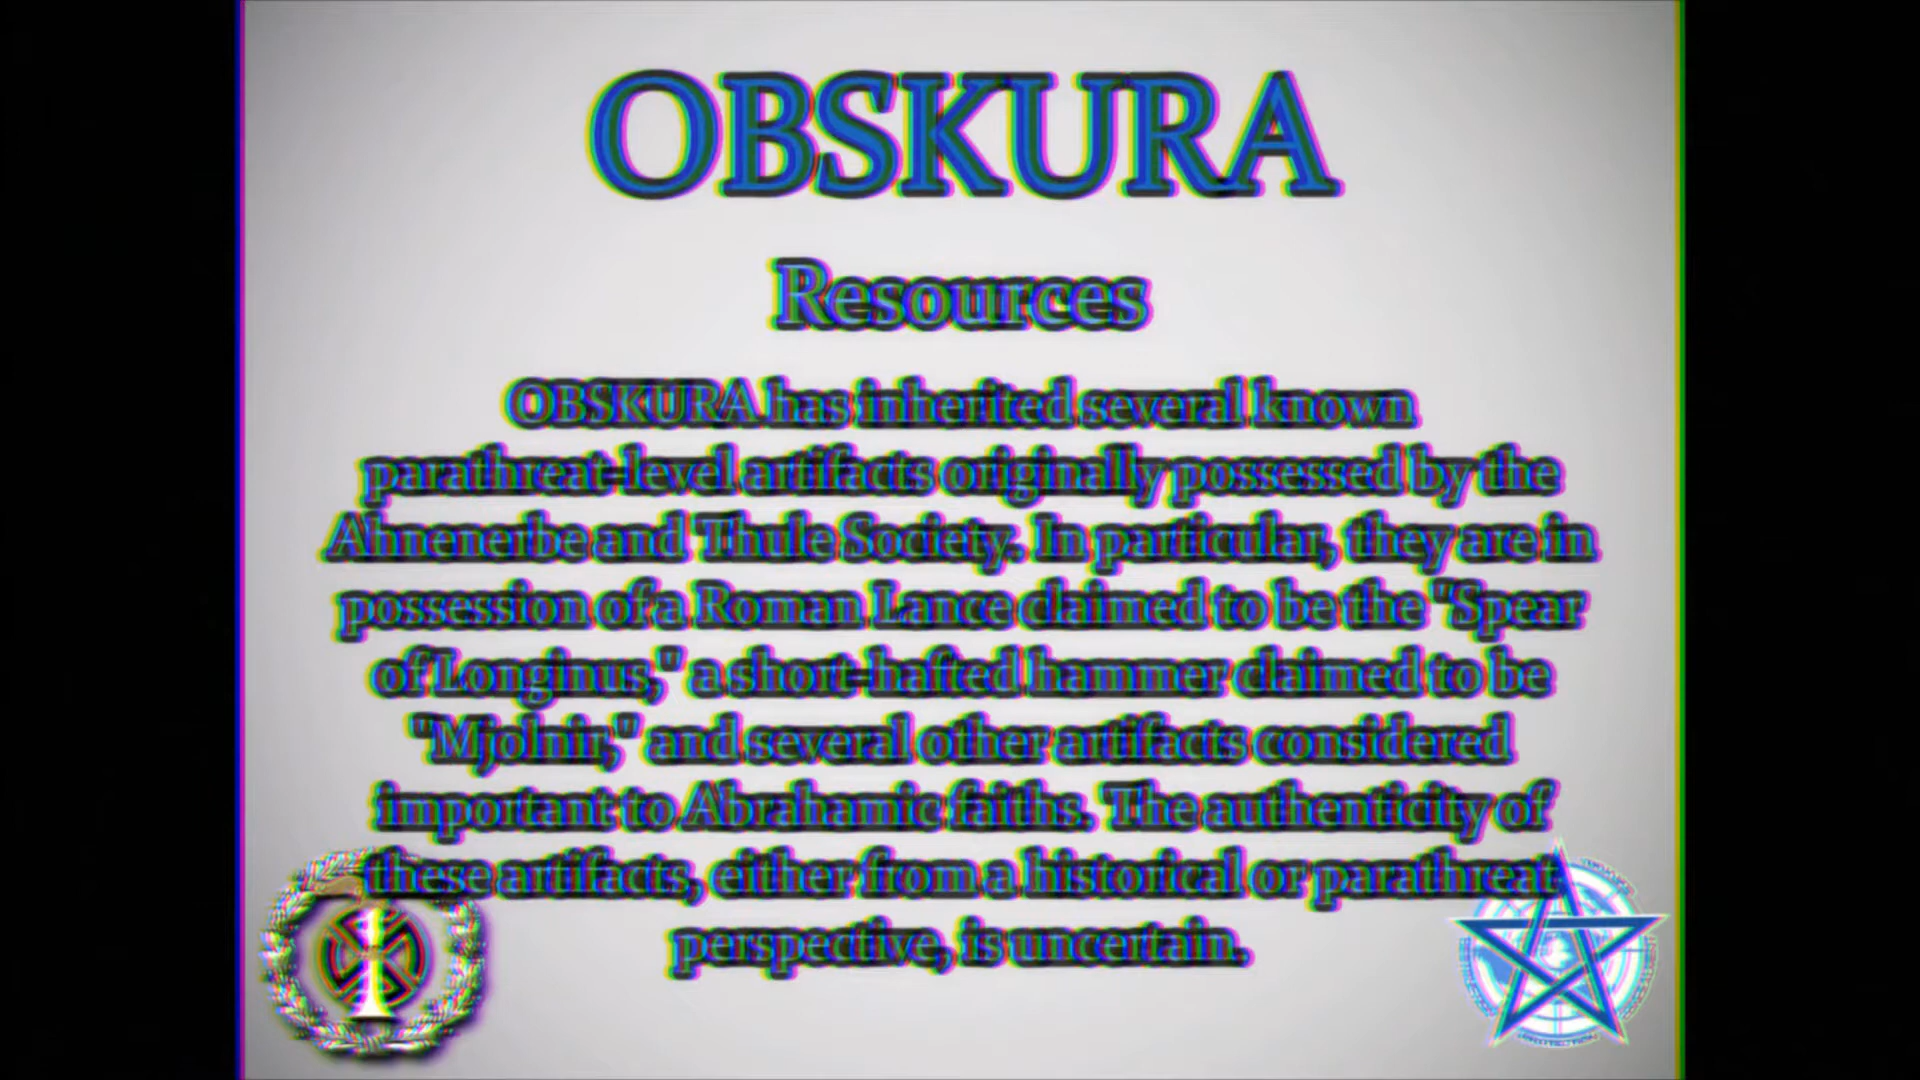 OBSKURA
Resources
OBSKURA has inherited several known
parathreat-level artifacts originally possessed by the
Ahnenerbe and Thule Society. In particular, they are in
possession of a Roman Lance claimed to be the "Spear
of Longinus," a short-hafted hammer claimed to be
"Mjolnir," and several other artifacts considered
important to Abrahamic faiths. The authenticity of
these artifacts, either from a historical or parathreat
perspective, is uncertain.